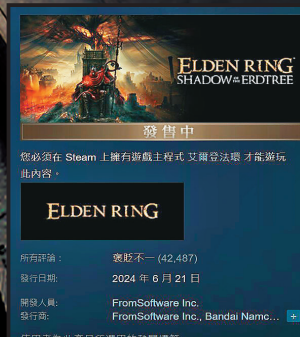 ELDEN RING
SHADOW OF THE ERDTREE
發售中
您必須在 Steam 上擁有遊戲主程式 艾爾登法環 才能遊玩
此內容。
ELDEN RING
所有評論：
褒貶不一 (42,487)
發行日期：
2024 年 6 月 21 日
開發人員：
FromSoftware Inc.
發行商：
FromSoftware Inc., Bandai Namc... +